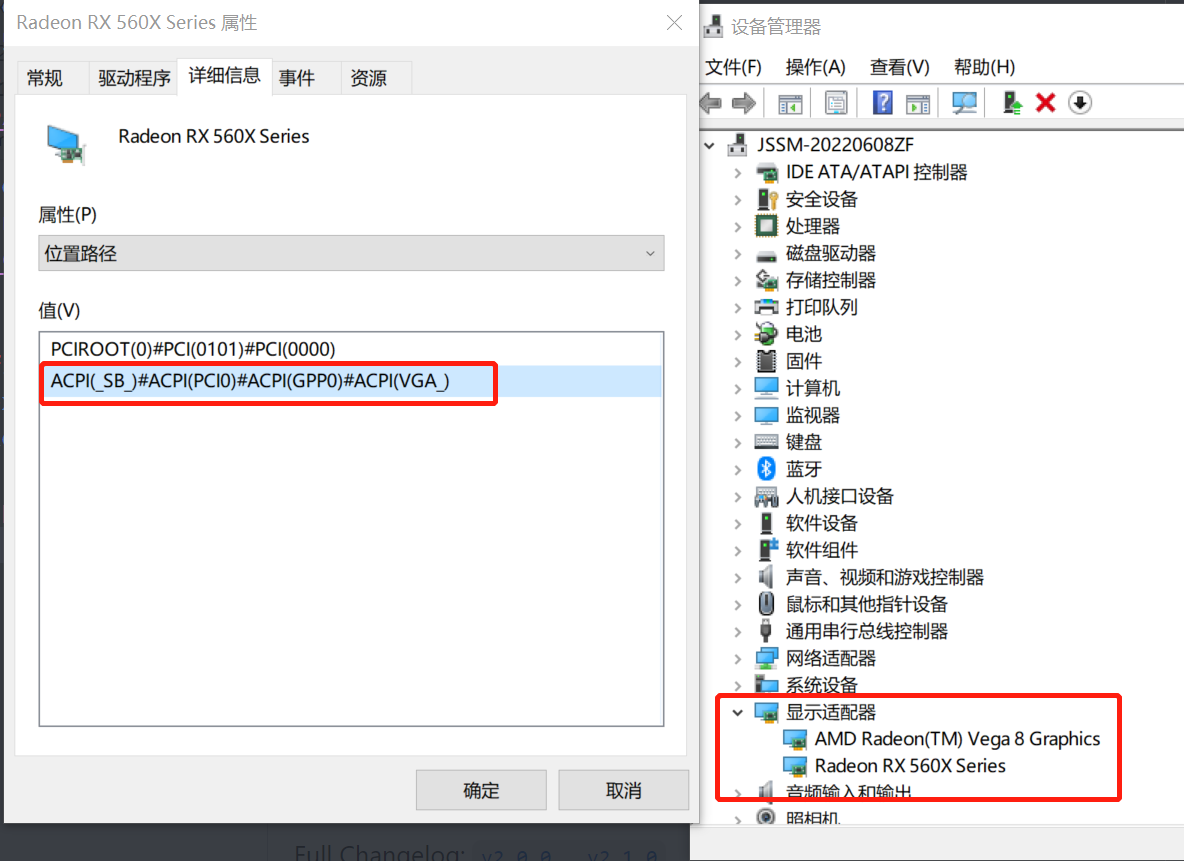 Radeon RX 560X Series 属性
常规
驱动程序
详细信息
事件
资源
Radeon RX 560X Series
属性(P)
位置路径
值(V)
PCIROOT(0)#PCI(0101)#PCI(0000)
ACPI(_SB_)#ACPI(PCI0)#ACPI(GPP0)#ACPI(VGA_)
确定
取消
设备管理器
文件(F) 操作(A) 查看(V) 帮助(H)
JSSM-20220608ZF
IDE ATA/ATAPI 控制器
安全设备
处理器
磁盘驱动器
存储控制器
打印队列
电池
固件
计算机
监视器
键盘
蓝牙
人机接口设备
软件设备
软件组件
声音、视频和游戏控制器
鼠标和其他指针设备
通用串行总线控制器
网络适配器
系统设备
显示适配器
AMD Radeon(TM) Vega 8 Graphics
Radeon RX 560X Series
音频输入和输出
照相机
Full Changelog: v2.0.0...v2.1.0